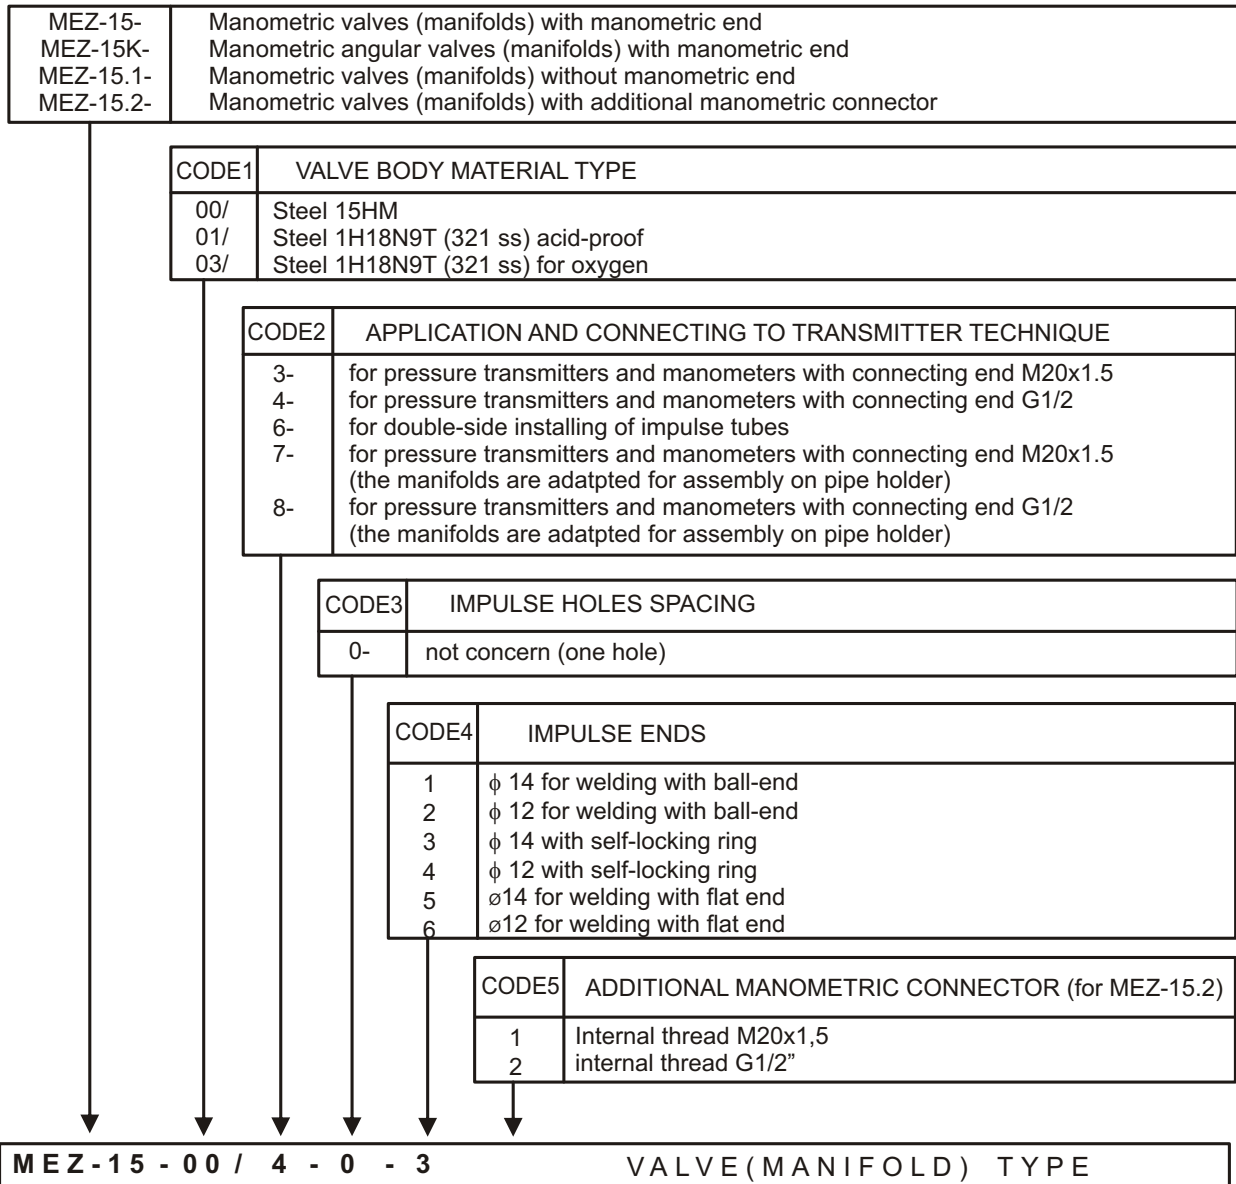 MEZ-15- Manometric valves (manifolds) with manometric end
MEZ-15K- Manometric angular valves (manifolds) with manometric end
MEZ-15.1- Manometric valves (manifolds) without manometric end
MEZ-15.2- Manometric valves (manifolds) with additional manometric connector
CODE1 VALVE BODY MATERIAL TYPE
00/ Steel 15HM
01/ Steel 1H18N9T (321 ss) acid-proof
03/ Steel 1H18N9T (321 ss) for oxygen
CODE2 APPLICATION AND CONNECTING TO TRANSMITTER TECHNIQUE
3- for pressure transmitters and manometers with connecting end M20x1.5
4- for pressure transmitters and manometers with connecting end G1/2
6- for double-side installing of impulse tubes
7- for pressure transmitters and manometers with connecting end M20x1.5
(the manifolds are adatpted for assembly on pipe holder)
8- for pressure transmitters and manometers with connecting end G1/2
(the manifolds are adatpted for assembly on pipe holder)
CODE3 IMPULSE HOLES SPACING
0- not concern (one hole)
CODE4 IMPULSE ENDS
1 ϕ 14 for welding with ball-end
2 ϕ 12 for welding with ball-end
3 ϕ 14 with self-locking ring
4 ϕ 12 with self-locking ring
5 ø14 for welding with flat end
6 ø12 for welding with flat end
CODE5 ADDITIONAL MANOMETRIC CONNECTOR (for MEZ-15.2)
1 Internal thread M20x1,5
2 internal thread G1/2”
MEZ-15 - 00 / 4 - 0 - 3 VALVE(MANIFOLD) TYPE